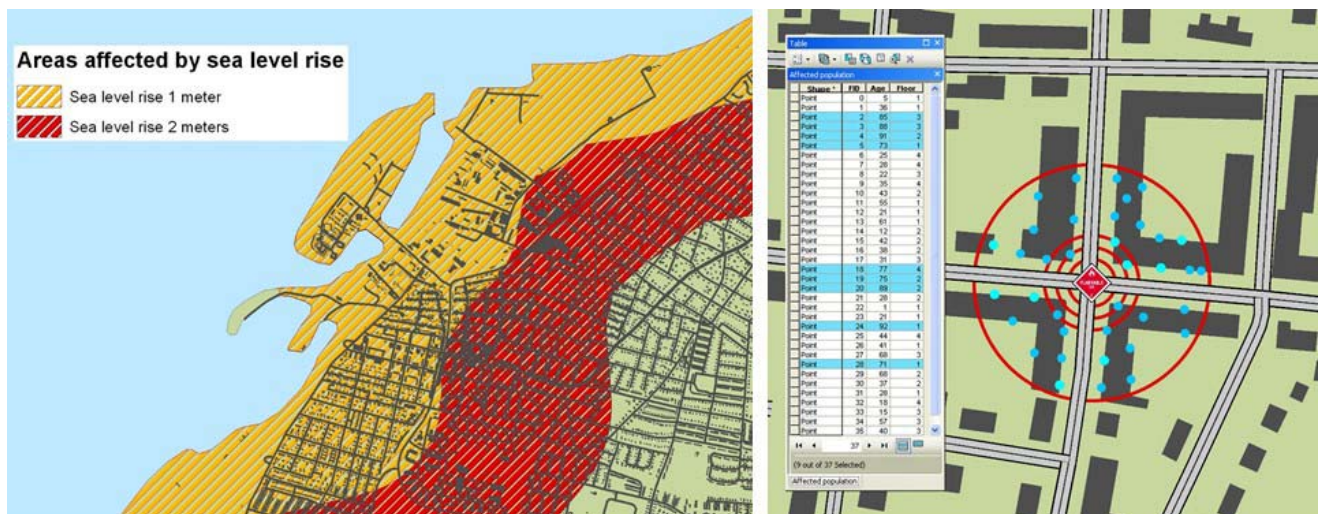 Areas affected by sea level rise
Sea level rise 1 meter
Sea level rise 2 meters
Table
Affected population
Shape * FID Age Floor
Point 0 5 1
Point 1 36 1
Point 2 85 3
Point 3 88 3
Point 4 91 2
Point 5 73 1
Point 6 25 4
Point 7 28 4
Point 8 22 3
Point 9 35 4
Point 10 43 2
Point 11 55 1
Point 12 21 1
Point 13 61 1
Point 14 12 2
Point 15 42 2
Point 16 38 2
Point 17 31 3
Point 18 77 4
Point 19 75 2
Point 20 89 2
Point 21 28 2
Point 22 1 1
Point 23 21 1
Point 24 92 1
Point 25 44 4
Point 26 41 1
Point 27 68 3
Point 28 71 1
Point 29 68 2
Point 30 37 2
Point 31 28 1
Point 32 18 4
Point 33 15 3
Point 34 57 3
Point 35 40 3
37
(9 out of 37 Selected)
Affected population